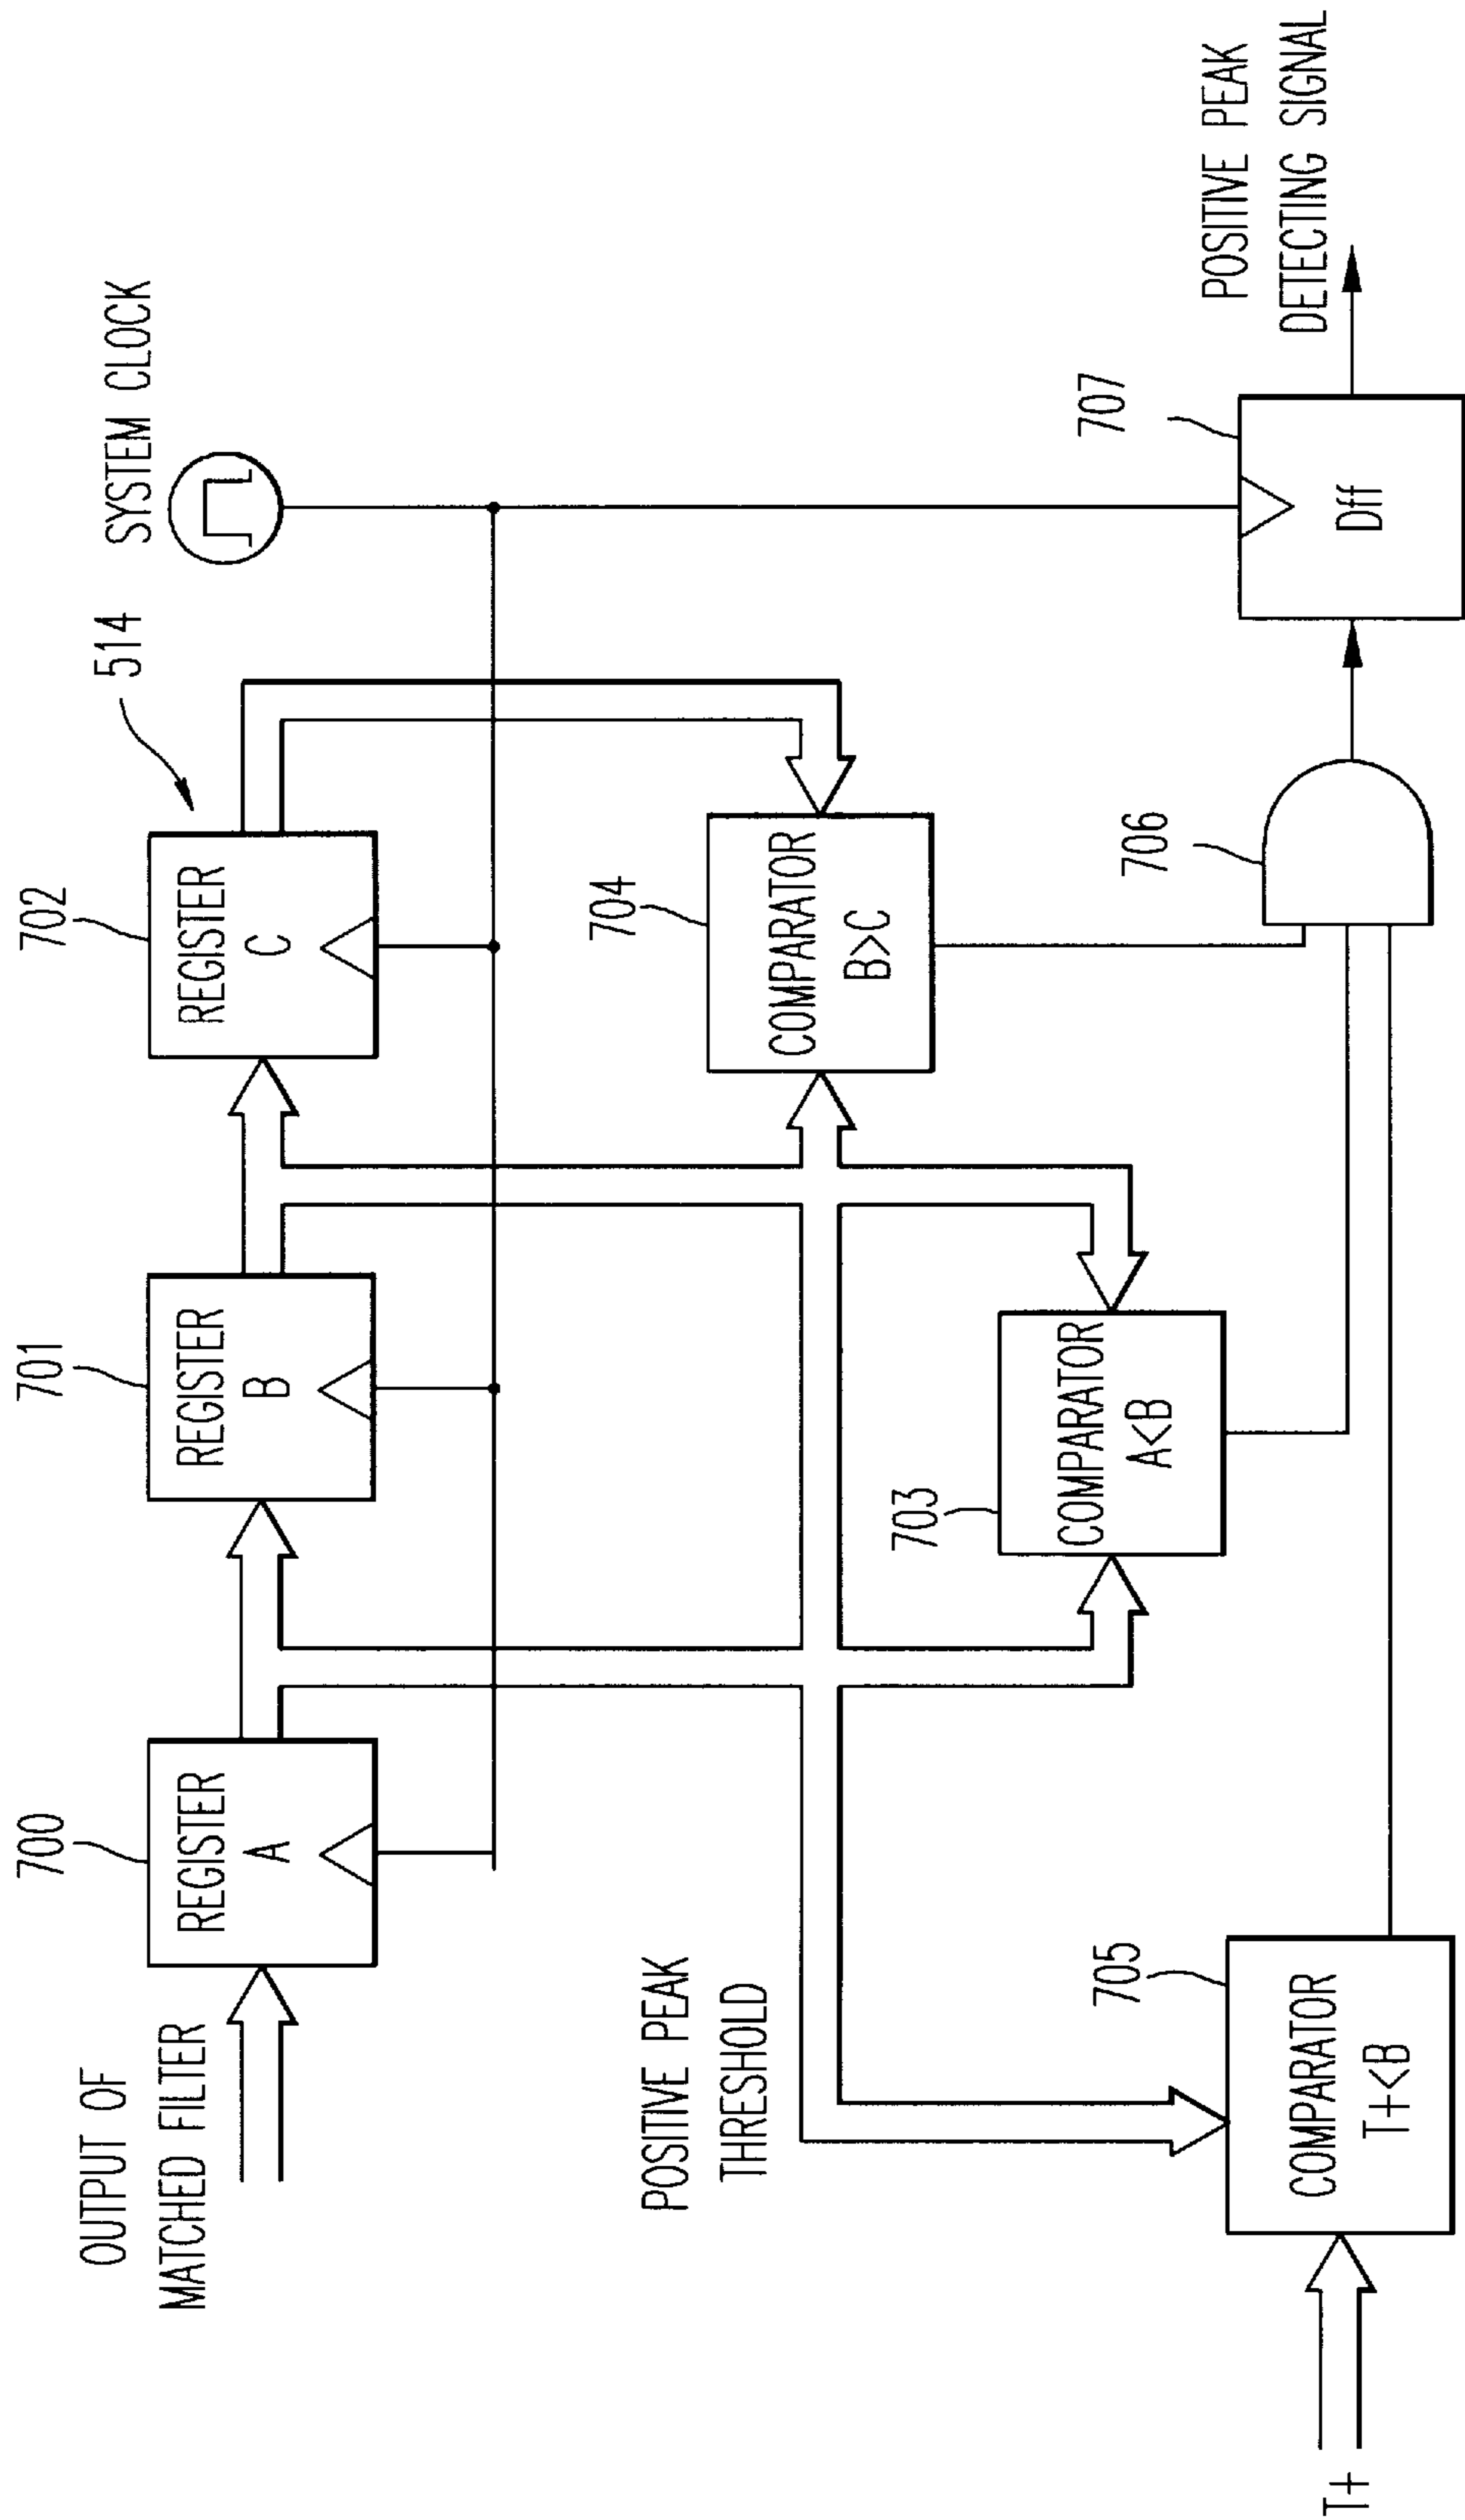 OUTPUT OF
MATCHED FILTER
700
REGISTER
A
701
REGISTER
B
702
REGISTER
C
514
SYSTEM CLOCK
POSITIVE PEAK
THRESHOLD
704
COMPARATOR
B>C
703
COMPARATOR
A<B
T+
705
COMPARATOR
T+<B
706
707
Dff
POSITIVE PEAK
DETECTING SIGNAL